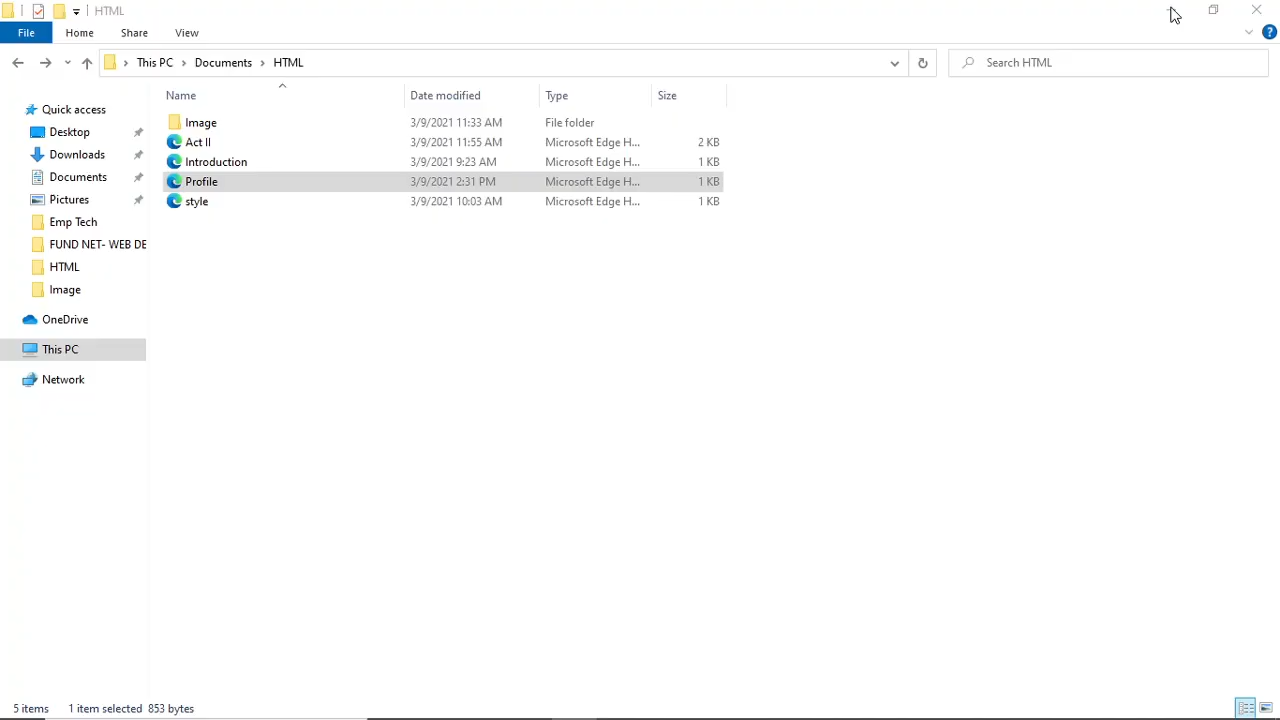 HTML
File Home Share View
This PC Documents HTML Search HTML
Name Date modified Type Size
Quick access
Desktop
Downloads
Documents
Pictures
Emp Tech
FUND NET- WEB DE
HTML
Image
OneDrive
This PC
Network
Image 3/9/2021 11:33 AM File folder
Act II 3/9/2021 11:55 AM Microsoft Edge H... 2 KB
Introduction 3/9/2021 9:23 AM Microsoft Edge H... 1 KB
Profile 3/9/2021 2:31 PM Microsoft Edge H... 1 KB
style 3/9/2021 10:03 AM Microsoft Edge H... 1 KB
5 items 1 item selected 853 bytes